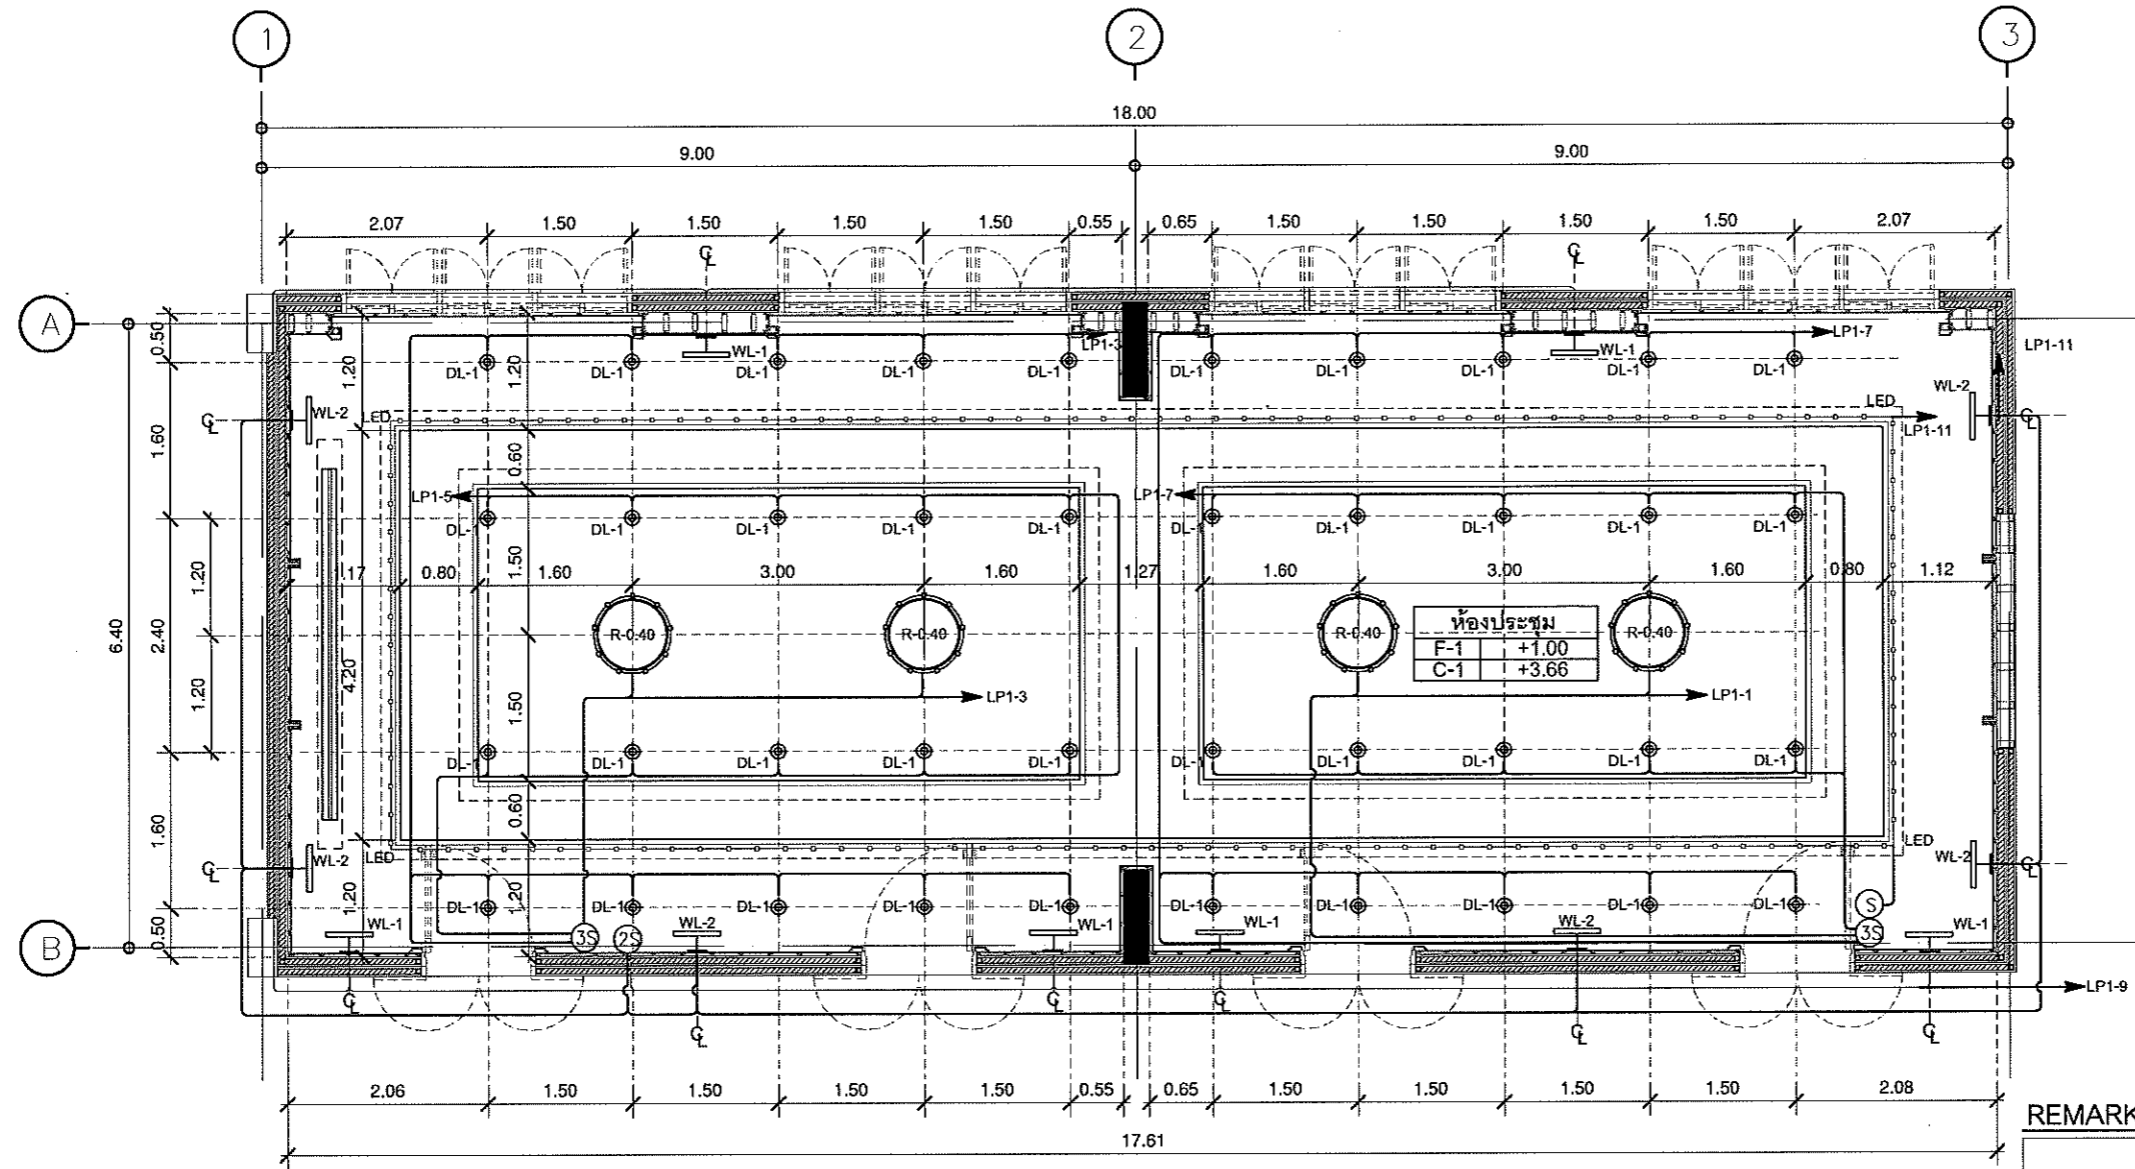 1 2 3
18.00
9.00 9.00
2.07 1.50 1.50 1.50 1.50 0.55 0.65 1.50 1.50 1.50 1.50 2.07
℄ ℄
A
0.50 1.20 1.20 WL-1 LP1-3 WL-1 LP1-7 LP1-11
DL-1 DL-1 DL-1 DL-1 DL-1 DL-1 DL-1 DL-1 DL-1 DL-1
℄ WL-2 LED LED WL-2 ℄
LP1-11
1.60 0.60
LP1-5 LP1-7
DL-1 DL-1 DL-1 DL-1 DL-1 DL-1 DL-1 DL-1 DL-1 DL-1
1.20 1.50
1.17 0.80 1.60 3.00 1.60 1.27 1.60 3.00 1.60 0.80 1.12
6.40 2.40
R-0.40 R-0.40 R-0.40 R-0.40
ห้องประชุม
F-1 +1.00
C-1 +3.66
1.20 4.20 1.50
LP1-3 LP1-1
DL-1 DL-1 DL-1 DL-1 DL-1 DL-1 DL-1 DL-1 DL-1 DL-1
1.60 0.60
℄ WL-2 LED LED WL-2 ℄
1.20 1.20
DL-1 DL-1 DL-1 DL-1 DL-1 DL-1 DL-1 DL-1 DL-1 DL-1 S
0.50 WL-1 WL-2 WL-1 WL-1 WL-2 WL-1
B 3S 2S 3S
LP1-9
℄ ℄ ℄ ℄ ℄ ℄
2.06 1.50 1.50 1.50 1.50 0.55 0.65 1.50 1.50 1.50 1.50 2.08
REMARK
17.61